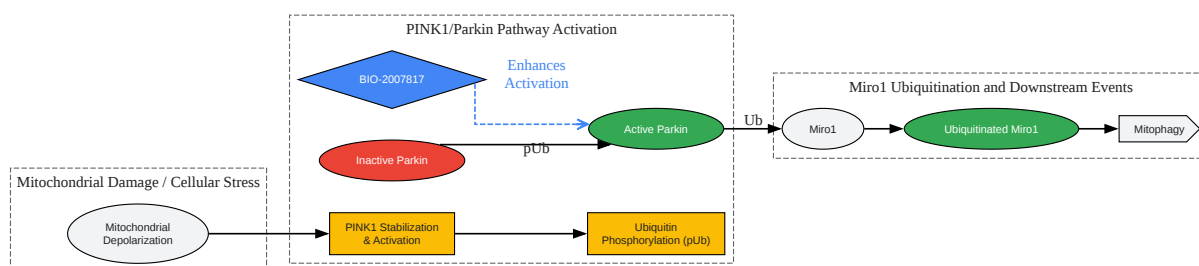 PINK1/Parkin Pathway Activation
BIO-2007817
Enhances
Activation
Inactive Parkin
pUb
Active Parkin
Ub
Miro1 Ubiquitination and Downstream Events
Miro1
Ubiquitinated Miro1
Mitophagy
Mitochondrial Damage / Cellular Stress
Mitochondrial
Depolarization
PINK1 Stabilization
& Activation
Ubiquitin
Phosphorylation (pUb)